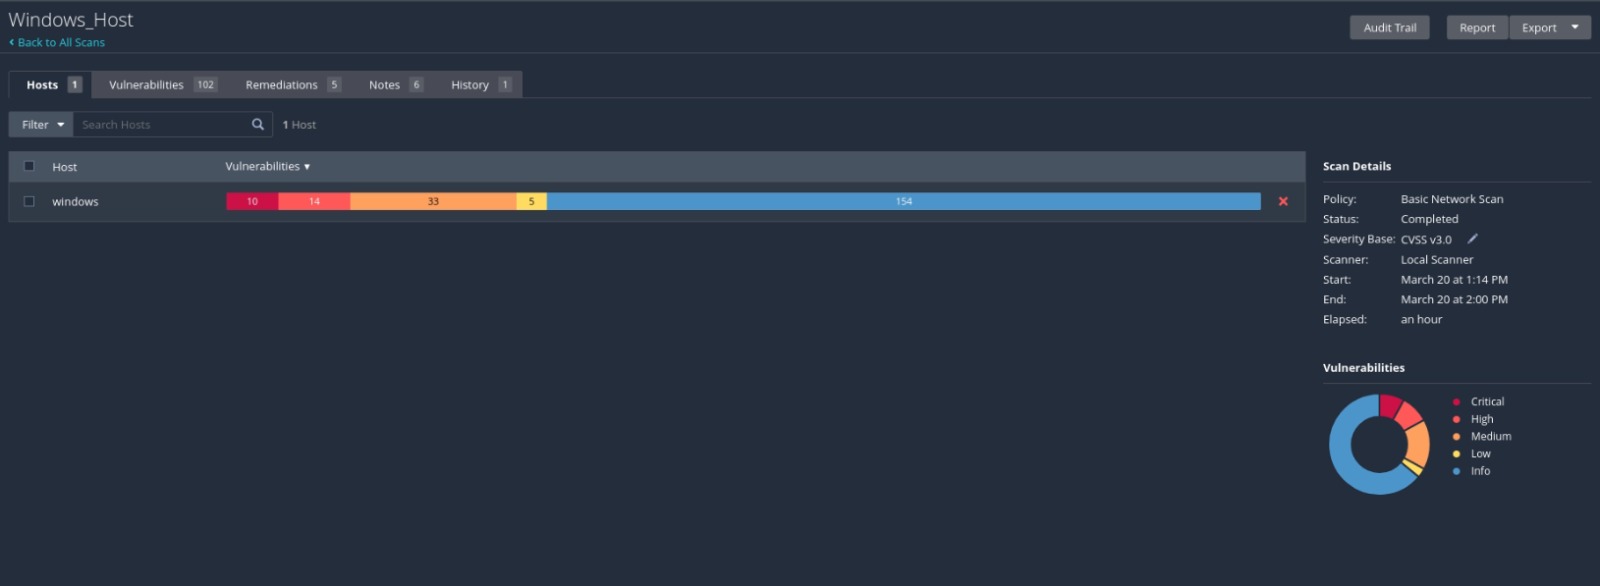 Windows_Host
Back to All Scans
Audit Trail
Report
Export
Hosts 1
Vulnerabilities 102
Remediations 5
Notes 6
History 1
Filter
Search Hosts
1 Host
Host Vulnerabilities
windows 10 14 33 5 154
Scan Details
Policy: Basic Network Scan
Status: Completed
Severity Base: CVSS v3.0
Scanner: Local Scanner
Start: March 20 at 1:14 PM
End: March 20 at 2:00 PM
Elapsed: an hour
Vulnerabilities
Critical
High
Medium
Low
Info